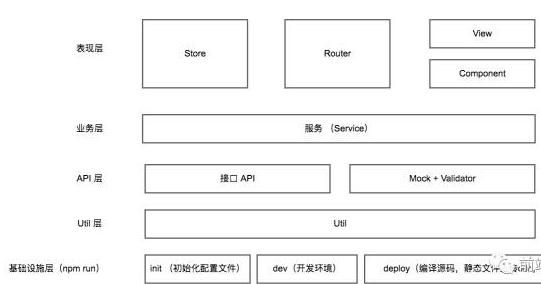 表现层
Store
Router
View
Component
业务层
服务 （Service）
API 层
接口 API
Mock + Validator
Util 层
Util
基础设施层（npm run）
init （初始化配置文件）
dev（开发环境）
deploy（编译源码，静态文件
前端